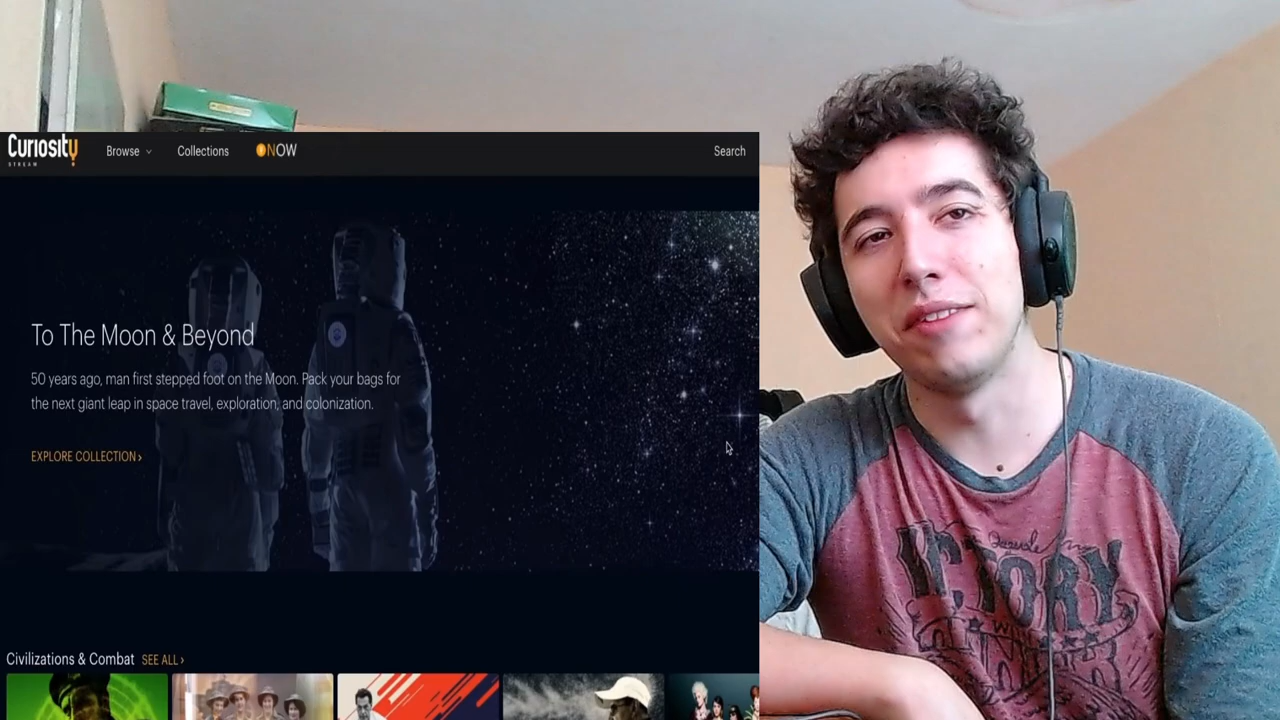 Curiosity
STREAM
Browse
Collections
NOW
Search
To The Moon & Beyond
50 years ago, man first stepped foot on the Moon. Pack your bags for
the next giant leap in space travel, exploration, and colonization.
EXPLORE COLLECTION ›
Civilizations & Combat SEE ALL ›